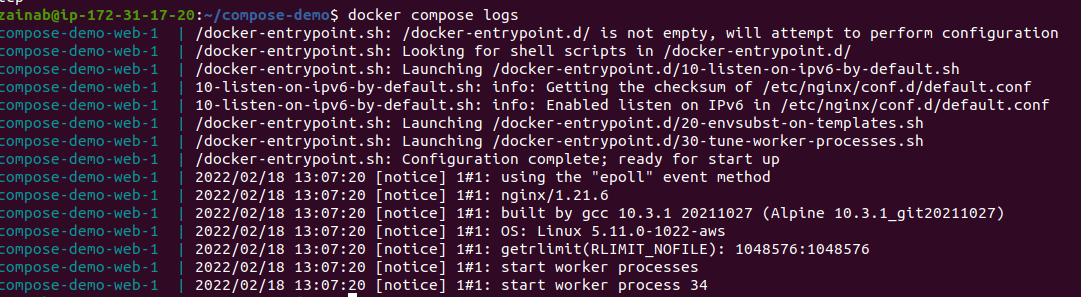 zainab@ip-172-31-17-20:~/compose-demo$ docker compose logs
compose-demo-web-1  | /docker-entrypoint.sh: /docker-entrypoint.d/ is not empty, will attempt to perform configuration
compose-demo-web-1  | /docker-entrypoint.sh: Looking for shell scripts in /docker-entrypoint.d/
compose-demo-web-1  | /docker-entrypoint.sh: Launching /docker-entrypoint.d/10-listen-on-ipv6-by-default.sh
compose-demo-web-1  | 10-listen-on-ipv6-by-default.sh: info: Getting the checksum of /etc/nginx/conf.d/default.conf
compose-demo-web-1  | 10-listen-on-ipv6-by-default.sh: info: Enabled listen on IPv6 in /etc/nginx/conf.d/default.conf
compose-demo-web-1  | /docker-entrypoint.sh: Launching /docker-entrypoint.d/20-envsubst-on-templates.sh
compose-demo-web-1  | /docker-entrypoint.sh: Launching /docker-entrypoint.d/30-tune-worker-processes.sh
compose-demo-web-1  | /docker-entrypoint.sh: Configuration complete; ready for start up
compose-demo-web-1  | 2022/02/18 13:07:20 [notice] 1#1: using the "epoll" event method
compose-demo-web-1  | 2022/02/18 13:07:20 [notice] 1#1: nginx/1.21.6
compose-demo-web-1  | 2022/02/18 13:07:20 [notice] 1#1: built by gcc 10.3.1 20211027 (Alpine 10.3.1_git20211027)
compose-demo-web-1  | 2022/02/18 13:07:20 [notice] 1#1: OS: Linux 5.11.0-1022-aws
compose-demo-web-1  | 2022/02/18 13:07:20 [notice] 1#1: getrlimit(RLIMIT_NOFILE): 1048576:1048576
compose-demo-web-1  | 2022/02/18 13:07:20 [notice] 1#1: start worker processes
compose-demo-web-1  | 2022/02/18 13:07:20 [notice] 1#1: start worker process 34